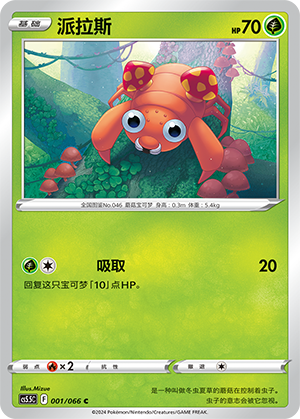 基础 派拉斯 HP70
全国图鉴No.046 蘑菇宝可梦 身高：0.3m 体重：5.4kg
吸取 20
回复这只宝可梦「10」点HP。
弱点 ×2 抵抗力 撤退
Illus.Mizue
CS5.5C F 001/066 C
是一种叫做冬虫夏草的蘑菇在控制着虫子。
虫子的意志会被它忽视。
©2024 Pokémon/Nintendo/Creatures/GAME FREAK.